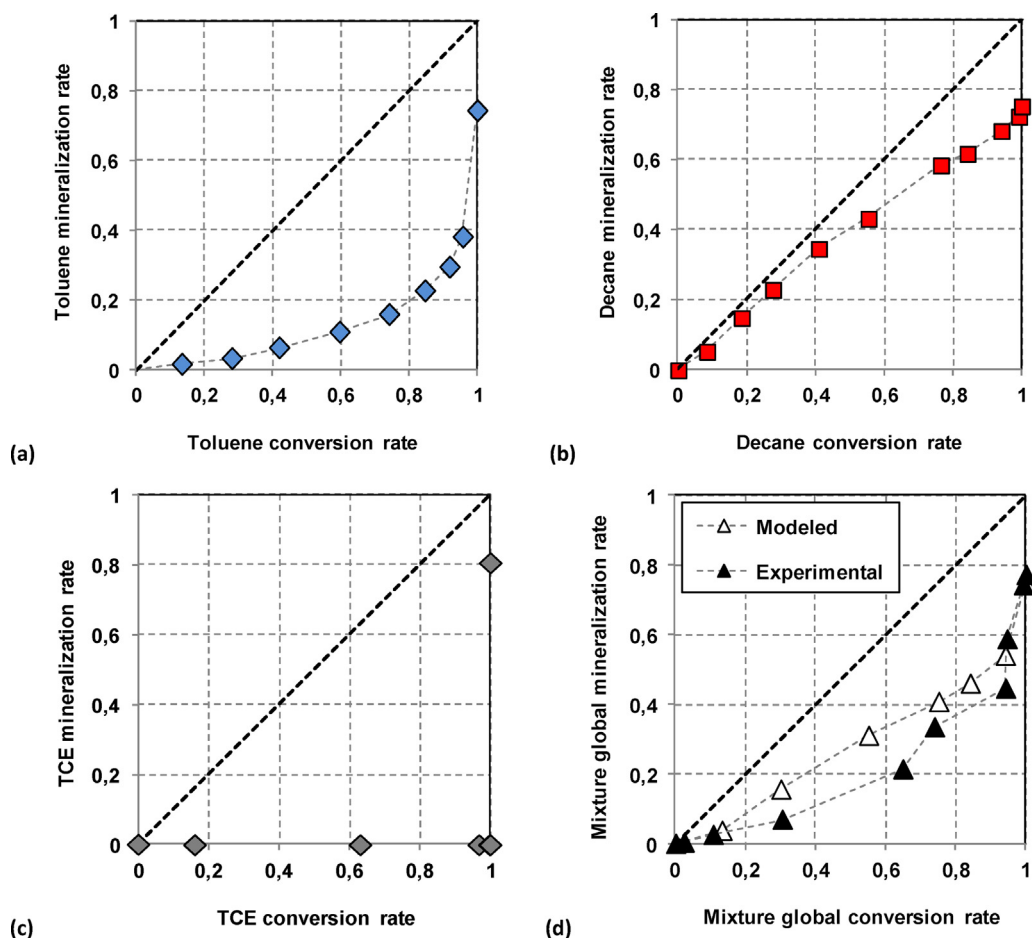 1
0,8
0,6
0,4
0,2
0
Toluene mineralization rate
0 0,2 0,4 0,6 0,8 1
Toluene conversion rate
(a)
1
0,8
0,6
0,4
0,2
0
Decane mineralization rate
0 0,2 0,4 0,6 0,8 1
Decane conversion rate
(b)
1
0,8
0,6
0,4
0,2
0
TCE mineralization rate
0 0,2 0,4 0,6 0,8 1
TCE conversion rate
(c)
1
0,8
0,6
0,4
0,2
0
Mixture global mineralization rate
Modeled
Experimental
0 0,2 0,4 0,6 0,8 1
Mixture global conversion rate
(d)